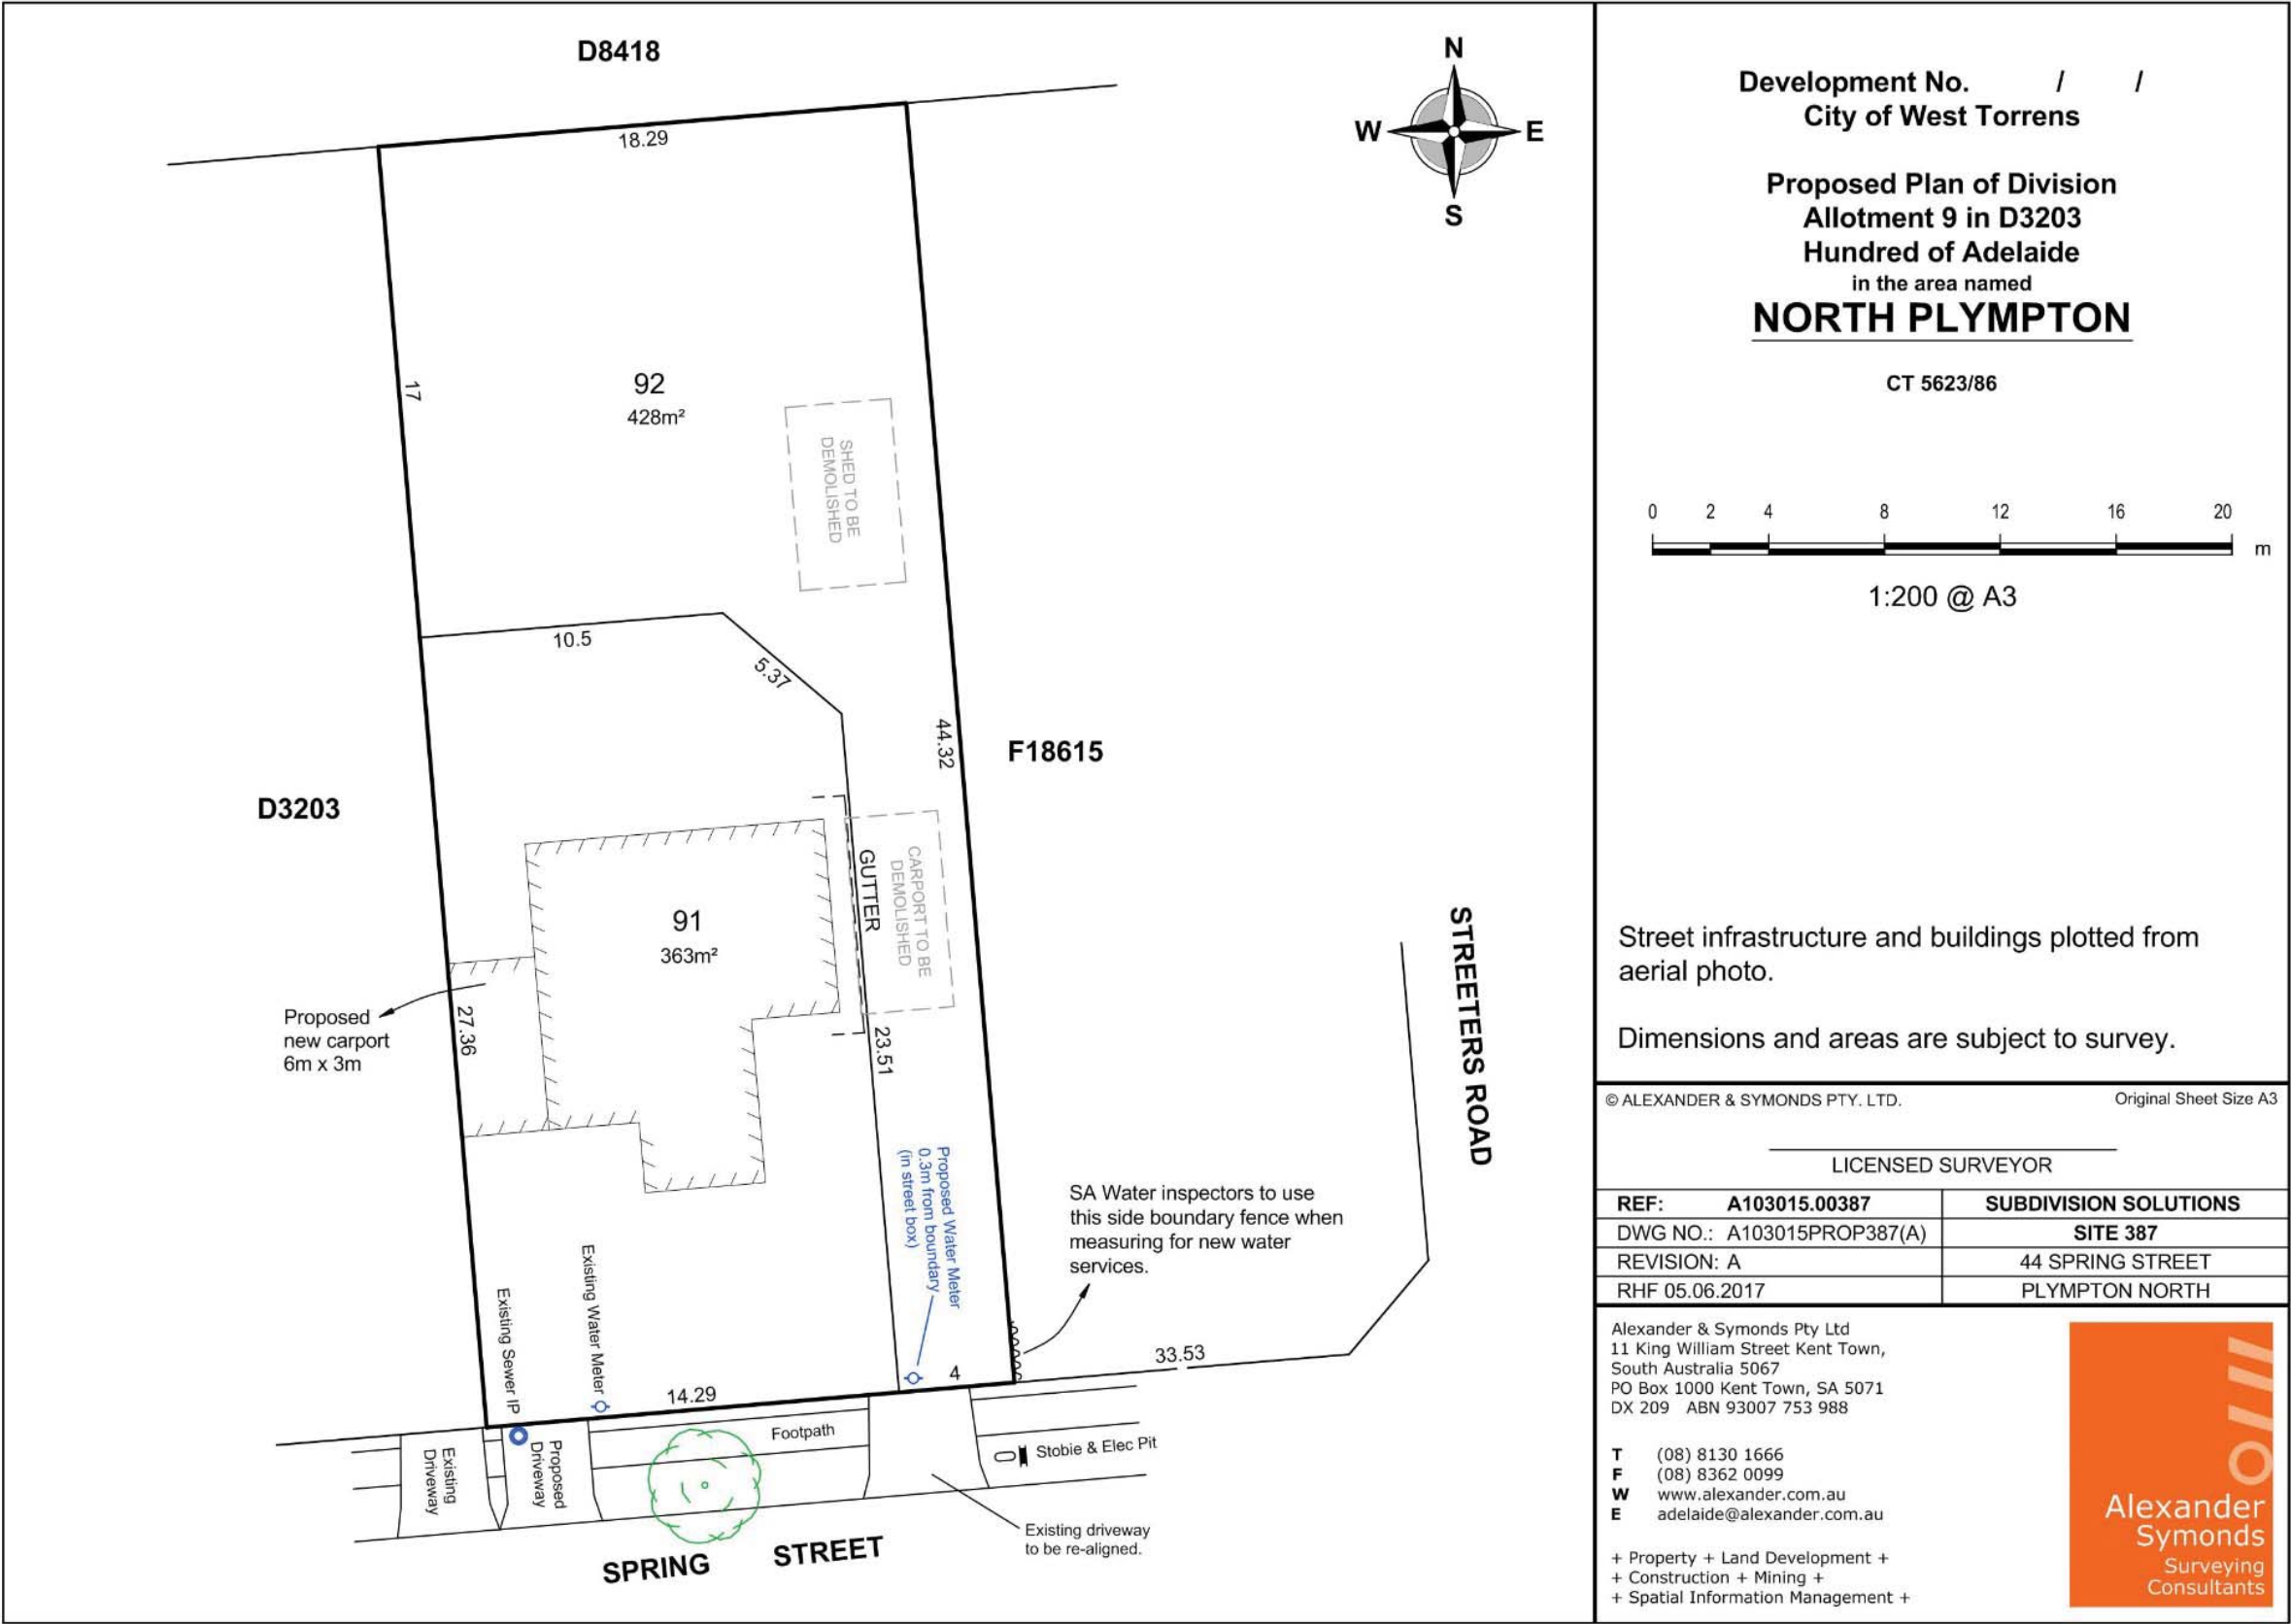 D8418
18.29
N
W
E
S
17
92
428m²
SHED TO BE
DEMOLISHED
10.5
5.37
44.32
F18615
D3203
GUTTER
CARPORT TO BE
DEMOLISHED
91
363m²
Proposed
new carport
6m x 3m
27.36
23.51
STREETERS ROAD
Proposed Water Meter
0.3m from boundary
(in street box)
SA Water inspectors to use
this side boundary fence when
measuring for new water
services.
Existing Water Meter
Existing Sewer IP
14.29
4
33.53
Footpath
Existing
Driveway
Proposed
Driveway
Stobie & Elec Pit
Existing driveway
to be re-aligned.
SPRING STREET
Development No. / /
City of West Torrens
Proposed Plan of Division
Allotment 9 in D3203
Hundred of Adelaide
in the area named
NORTH PLYMPTON
CT 5623/86
0 2 4 8 12 16 20
m
1:200 @ A3
Street infrastructure and buildings plotted from
aerial photo.
Dimensions and areas are subject to survey.
© ALEXANDER & SYMONDS PTY. LTD. Original Sheet Size A3
LICENSED SURVEYOR
REF: A103015.00387 SUBDIVISION SOLUTIONS
DWG NO.: A103015PROP387(A) SITE 387
REVISION: A 44 SPRING STREET
RHF 05.06.2017 PLYMPTON NORTH
Alexander & Symonds Pty Ltd
11 King William Street Kent Town,
South Australia 5067
PO Box 1000 Kent Town, SA 5071
DX 209 ABN 93007 753 988
T (08) 8130 1666
F (08) 8362 0099
W www.alexander.com.au
E adelaide@alexander.com.au
+ Property + Land Development +
+ Construction + Mining +
+ Spatial Information Management +
Alexander
Symonds
Surveying
Consultants